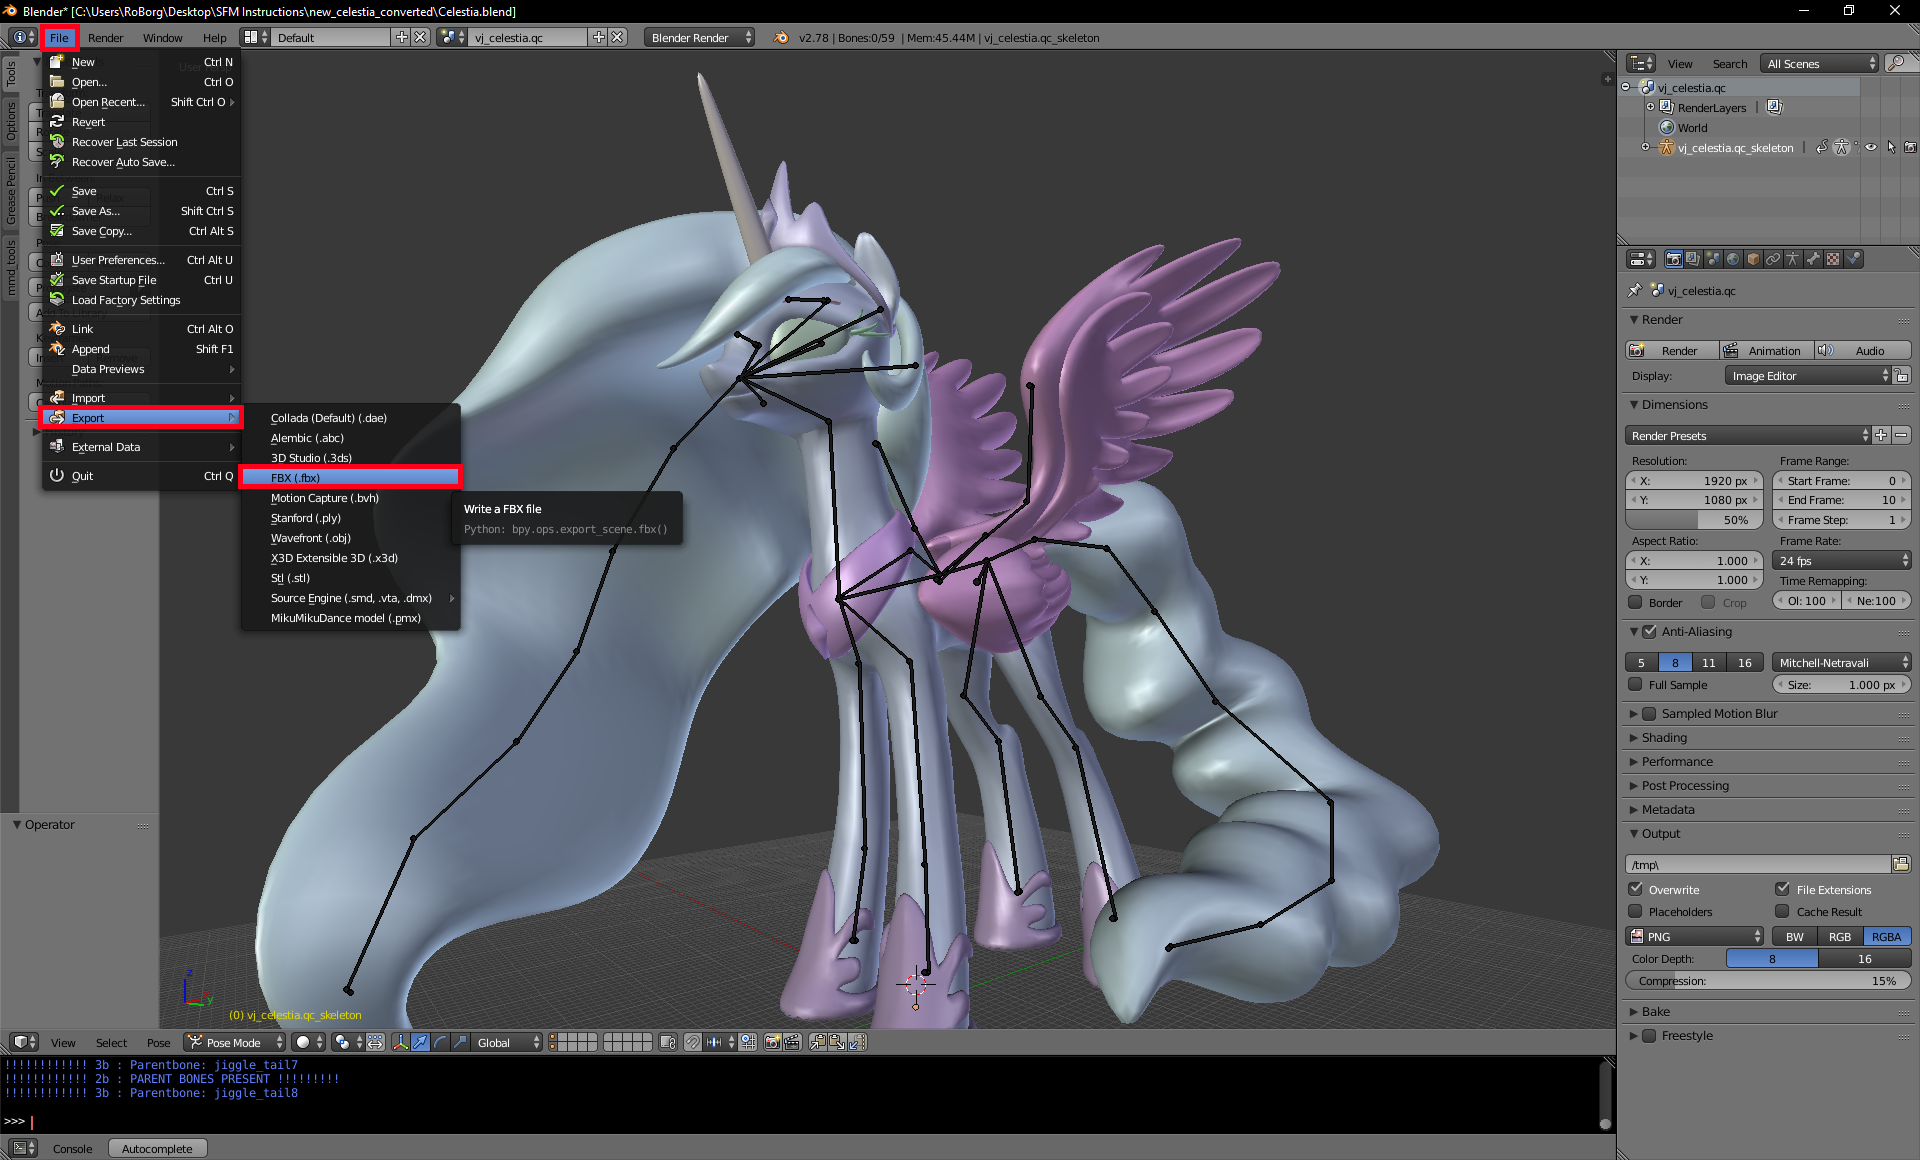 Blender* [C:\Users\RoBorg\Desktop\SFM Instructions\new_celestia_converted\Celestia.blend]
File Render Window Help Default vj_celestia.qc Blender Render v2.78 | Bones:0/59 | Mem:45.44M | vj_celestia.qc_skeleton
New Ctrl N
Open... Ctrl O
Open Recent... Shift Ctrl O
Revert
Recover Last Session
Recover Auto Save...
Save Ctrl S
Save As... Shift Ctrl S
Save Copy... Ctrl Alt S
User Preferences... Ctrl Alt U
Save Startup File Ctrl U
Load Factory Settings
Link Ctrl Alt O
Append Shift F1
Data Previews
Import
Export
External Data
Quit Ctrl Q
Collada (Default) (.dae)
Alembic (.abc)
3D Studio (.3ds)
FBX (.fbx)
Motion Capture (.bvh)
Stanford (.ply)
Wavefront (.obj)
X3D Extensible 3D (.x3d)
Stl (.stl)
Source Engine (.smd, .vta, .dmx)
MikuMikuDance model (.pmx)
Write a FBX file
Python: bpy.ops.export_scene.fbx()
Tools
Options
Grease Pencil
mmd_tools
Operator
z
y
(0) vj_celestia.qc_skeleton
View Select Pose Pose Mode Global
!!!!!!!!!!!! 3b : Parentbone: jiggle_tail7
!!!!!!!!!!!! 2b : PARENT BONES PRESENT !!!!!!!!!
!!!!!!!!!!!! 3b : Parentbone: jiggle_tail8
>>>
Console Autocomplete
View Search All Scenes
vj_celestia.qc
RenderLayers |
World
vj_celestia.qc_skeleton |
vj_celestia.qc
Render
Render Animation Audio
Display: Image Editor
Dimensions
Render Presets
Resolution: Frame Range:
X: 1920 px Start Frame: 0
Y: 1080 px End Frame: 10
50% Frame Step: 1
Aspect Ratio: Frame Rate:
X: 1.000 24 fps
Y: 1.000 Time Remapping:
Border Crop Ol: 100 Ne:100
Anti-Aliasing
5 8 11 16 Mitchell-Netravali
Full Sample Size: 1.000 px
Sampled Motion Blur
Shading
Performance
Post Processing
Metadata
Output
/tmp\
Overwrite File Extensions
Placeholders Cache Result
PNG BW RGB RGBA
Color Depth: 8 16
Compression: 15%
Bake
Freestyle